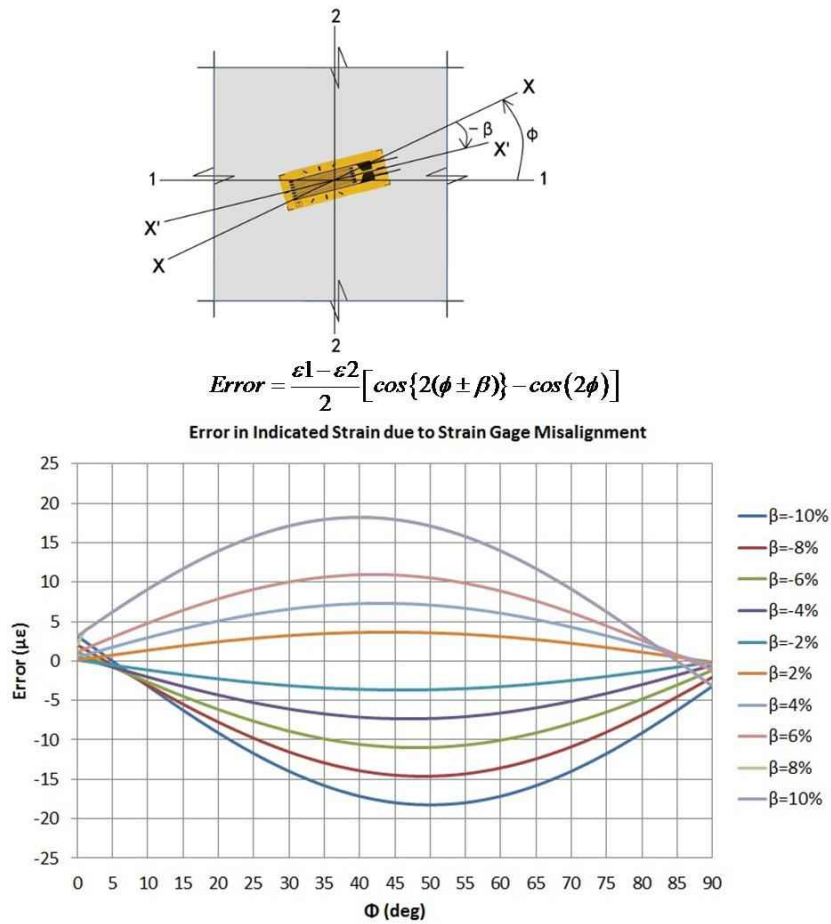 2
X
-β
φ
X'
1
1
X'
X
2
Error = ε1-ε2/2 [cos{2(ϕ ± β)} - cos(2ϕ)]
Error in Indicated Strain due to Strain Gage Misalignment
25
20
15
10
5
0
-5
-10
-15
-20
-25
Error (με)
0 5 10 15 20 25 30 35 40 45 50 55 60 65 70 75 80 85 90
Φ (deg)
β=-10%
β=-8%
β=-6%
β=-4%
β=-2%
β=2%
β=4%
β=6%
β=8%
β=10%